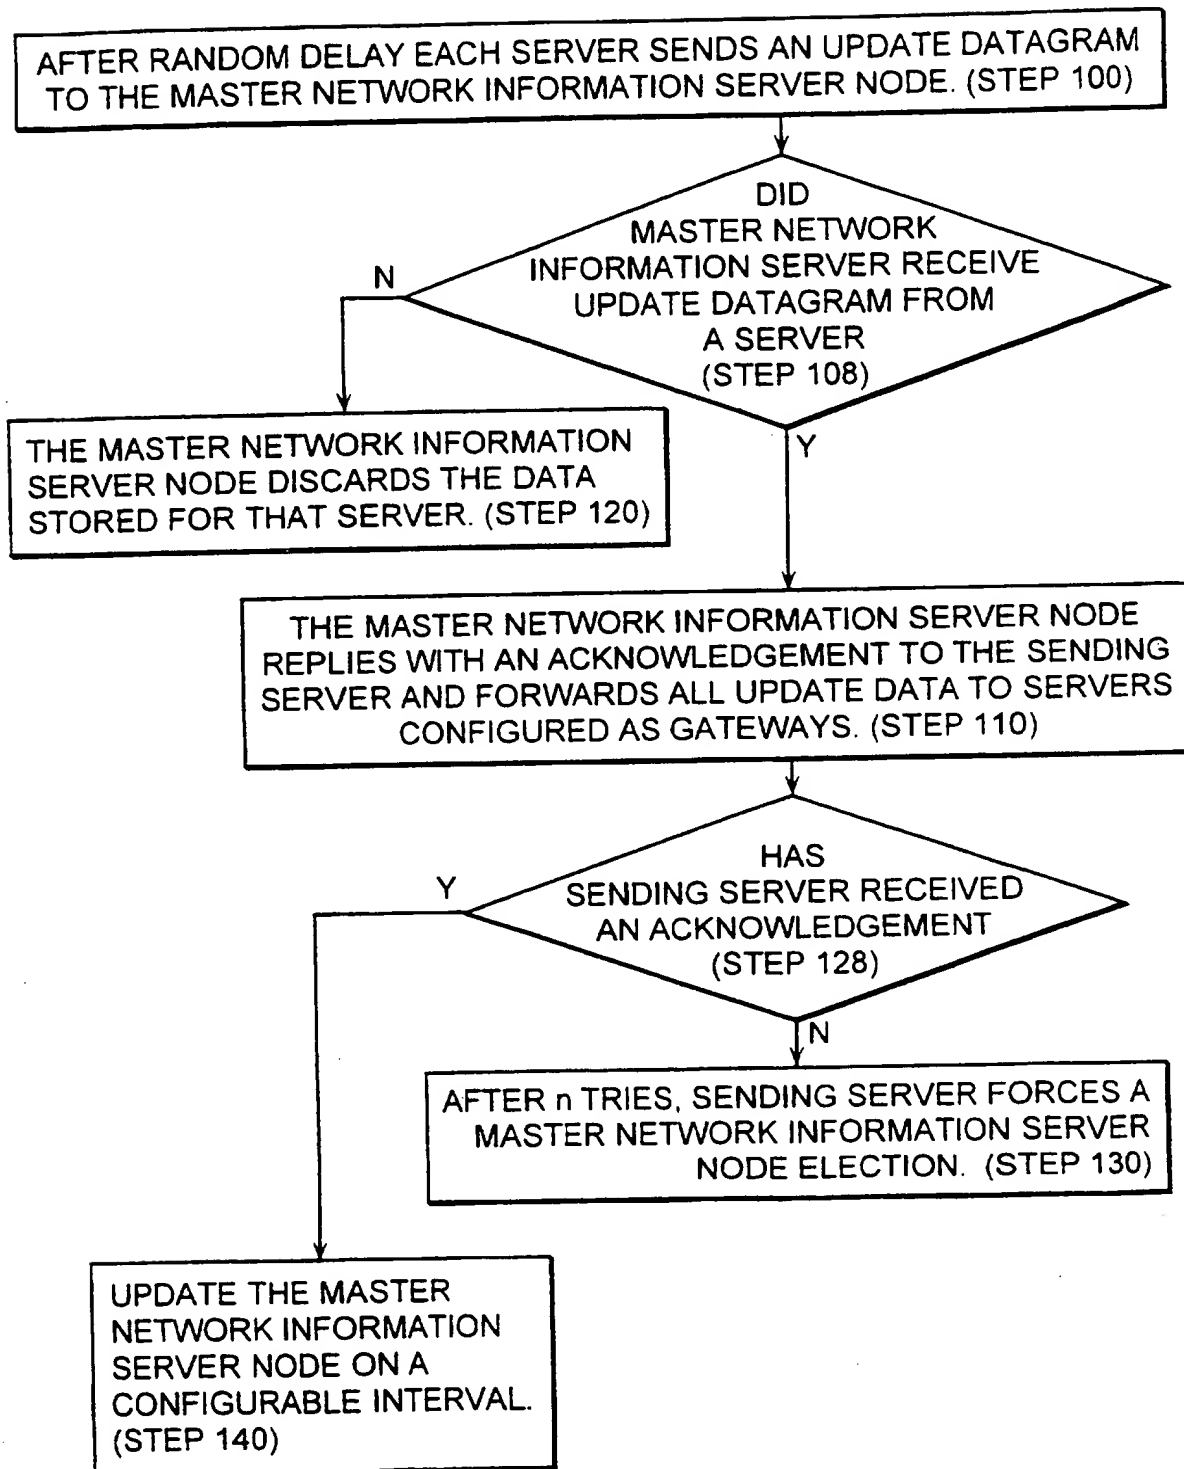 AFTER RANDOM DELAY EACH SERVER SENDS AN UPDATE DATAGRAM
TO THE MASTER NETWORK INFORMATION SERVER NODE. (STEP 100)
DID
MASTER NETWORK
INFORMATION SERVER RECEIVE
UPDATE DATAGRAM FROM
A SERVER
(STEP 108)
N
Y
THE MASTER NETWORK INFORMATION
SERVER NODE DISCARDS THE DATA
STORED FOR THAT SERVER. (STEP 120)
THE MASTER NETWORK INFORMATION SERVER NODE
REPLIES WITH AN ACKNOWLEDGEMENT TO THE SENDING
SERVER AND FORWARDS ALL UPDATE DATA TO SERVERS
CONFIGURED AS GATEWAYS. (STEP 110)
HAS
SENDING SERVER RECEIVED
AN ACKNOWLEDGEMENT
(STEP 128)
Y
N
AFTER n TRIES, SENDING SERVER FORCES A
MASTER NETWORK INFORMATION SERVER
NODE ELECTION. (STEP 130)
UPDATE THE MASTER
NETWORK INFORMATION
SERVER NODE ON A
CONFIGURABLE INTERVAL.
(STEP 140)